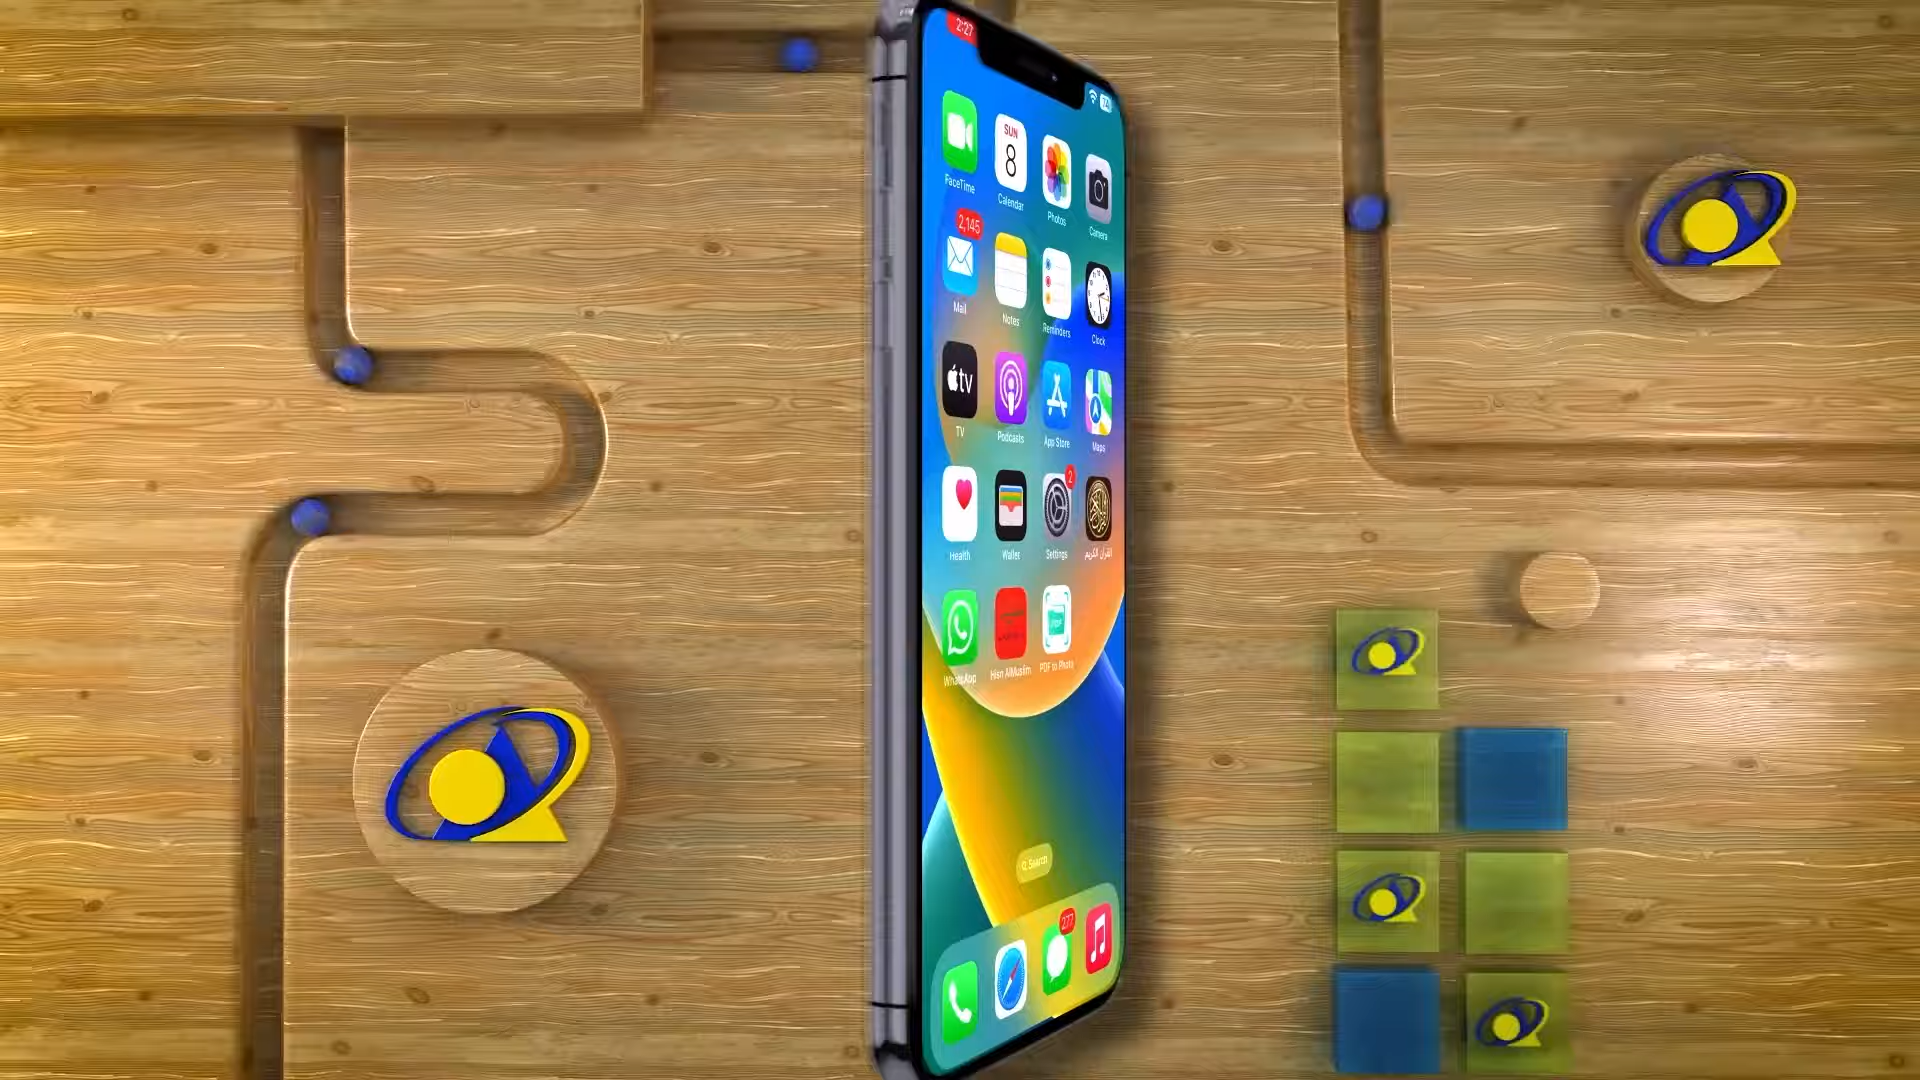 2:27
74
SUN
8
FaceTime
Calendar
Photos
Camera
2,145
Mail
Notes
Reminders
Clock
tv
TV
Podcasts
App Store
Maps
2
Health
Wallet
Settings
القرآن الكريم
WhatsApp
Hisn AlMuslim
PDF to Photo
Search
277